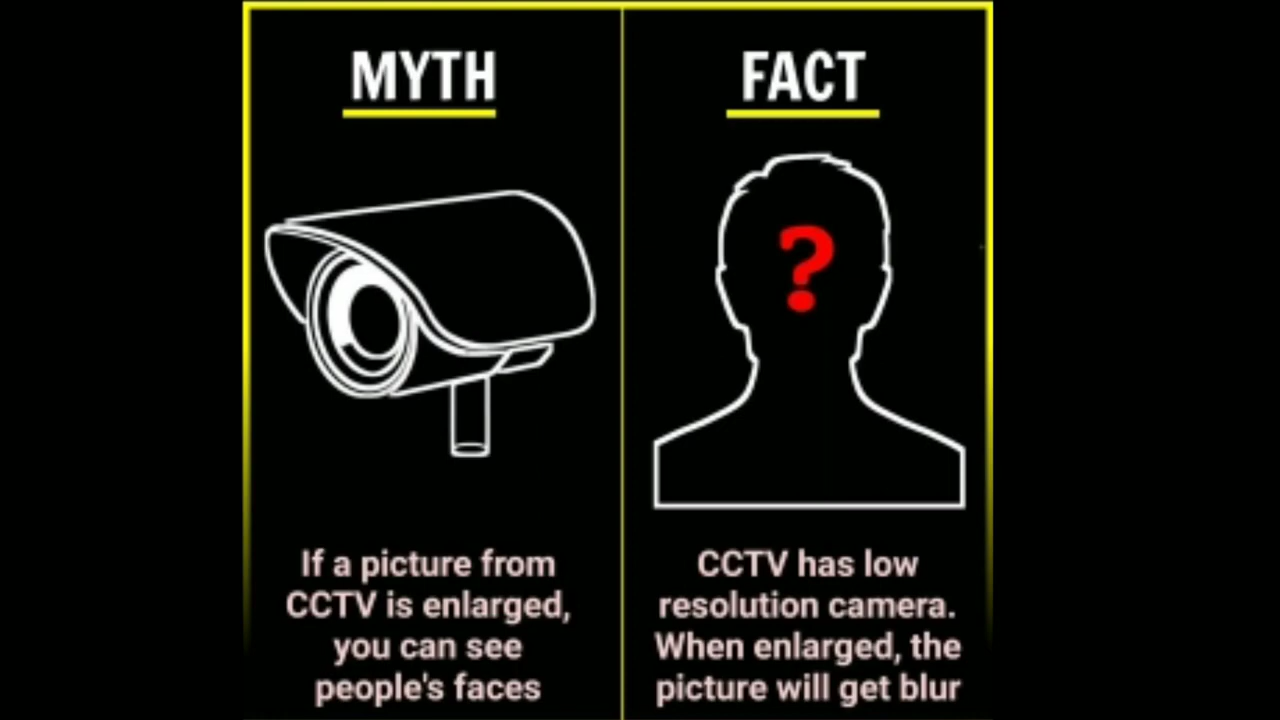 MYTH
If a picture from
CCTV is enlarged,
you can see
people's faces
FACT
?
CCTV has low
resolution camera.
When enlarged, the
picture will get blur